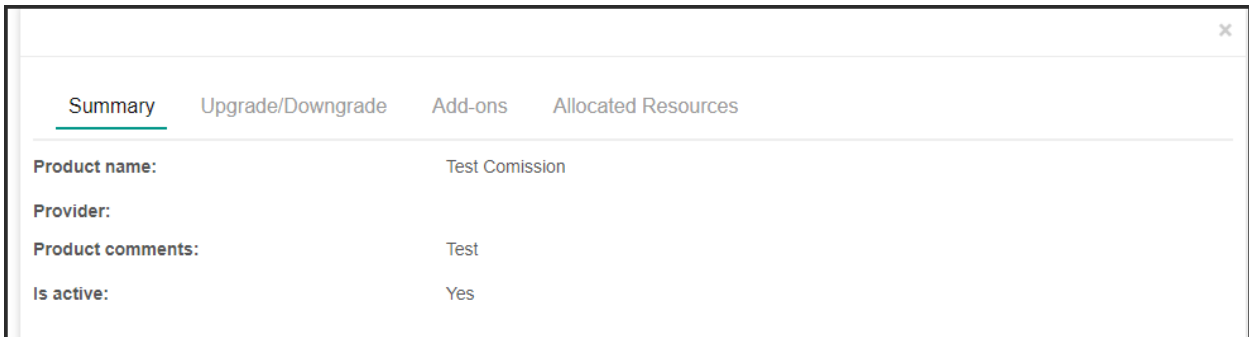 ×
Summary Upgrade/Downgrade Add-ons Allocated Resources
Product name: Test Comission
Provider:
Product comments: Test
Is active: Yes